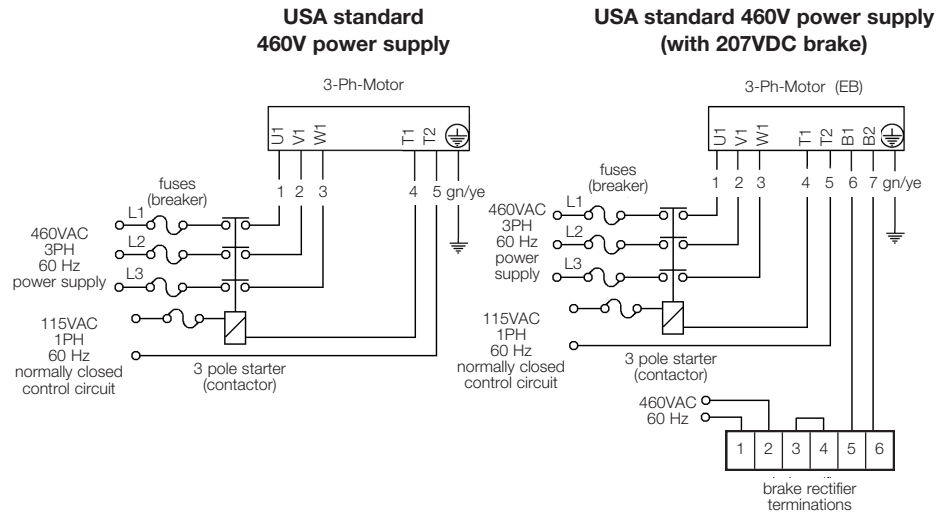 USA standard
460V power supply
3-Ph-Motor
U1 V1 W1 T1 T2
1 2 3 4 5 gn/ye
fuses
(breaker)
L1
L2
L3
460VAC
3PH
60 Hz
power supply
115VAC
1PH
60 Hz
normally closed
control circuit
3 pole starter
(contactor)
USA standard 460V power supply
(with 207VDC brake)
3-Ph-Motor (EB)
U1 V1 W1 T1 T2 B1 B2
1 2 3 4 5 6 7 gn/ye
fuses
(breaker)
L1
L2
L3
460VAC
3PH
60 Hz
power
supply
115VAC
1PH
60 Hz
normally closed
control circuit
3 pole starter
(contactor)
460VAC
60 Hz
1 2 3 4 5 6
brake rectifier
terminations